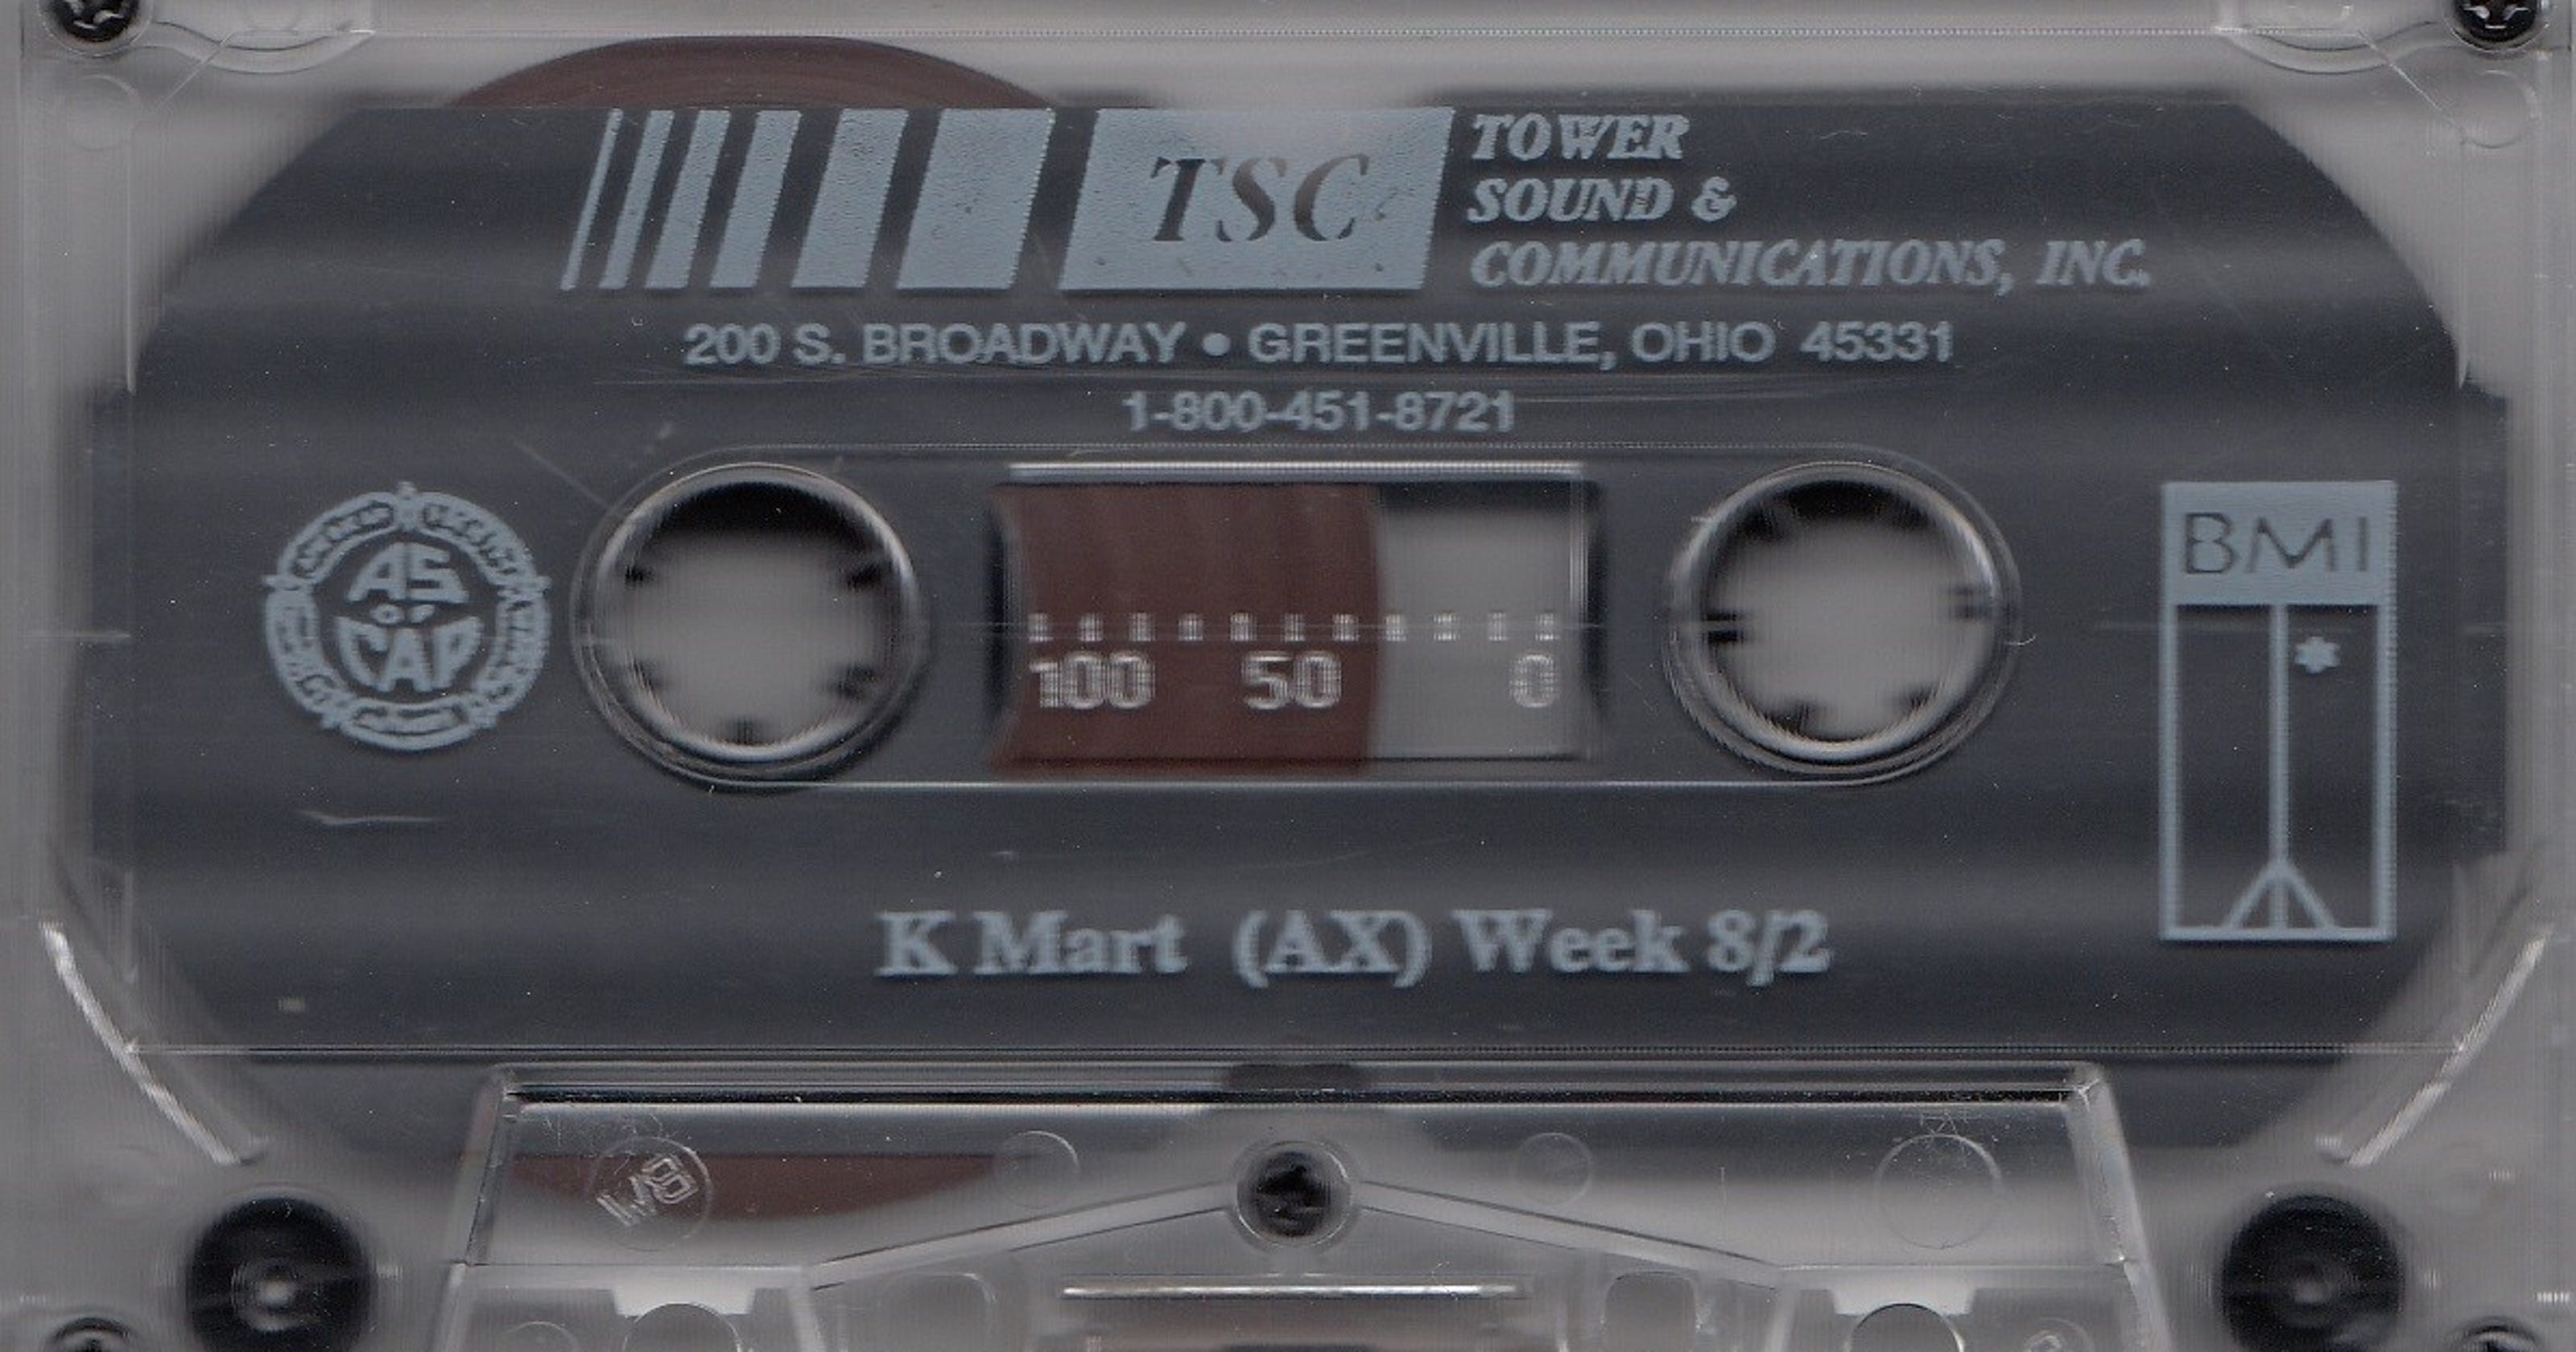 TSC
TOWER
SOUND &
COMMUNICATIONS, INC.
200 S. BROADWAY • GREENVILLE, OHIO 45331
1-800-451-8721
AS
OF
CAP
100 50 0
BMI
*
K Mart (AX) Week 8/2